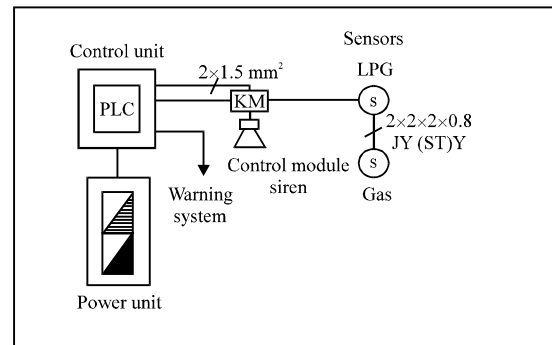 Control unit
PLC
2×1.5 mm²
KM
Sensors
LPG
S
2×2×2×0.8
JY (ST)Y
S
Gas
Control module
siren
Warning
system
Power unit